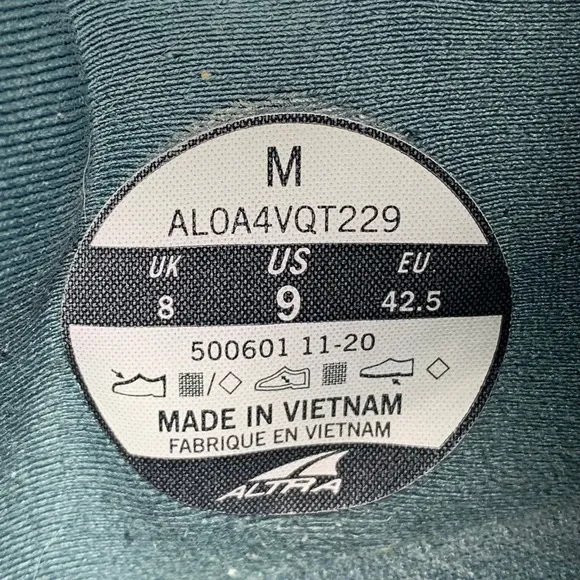 M
AL0A4VQT229
UK US EU
8 9 42.5
500601 11-20
MADE IN VIETNAM
FABRIQUE EN VIETNAM
ALTRA